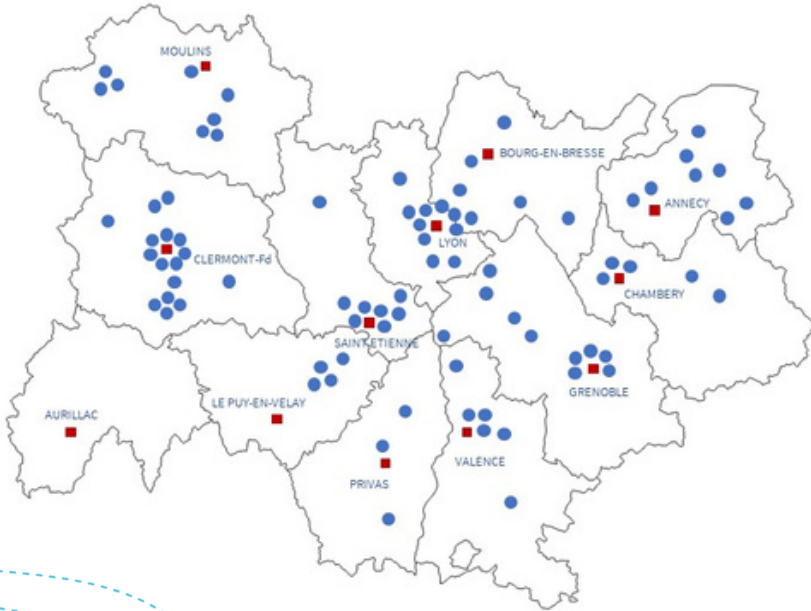 MOULINS
BOURG-EN-BRESSE
ANNECY
LYON
CLERMONT-Fd
CHAMBERY
SAINT-ETIENNE
GRENOBLE
LE PUY-EN-VELAY
AURILLAC
VALENCE
PRIVAS